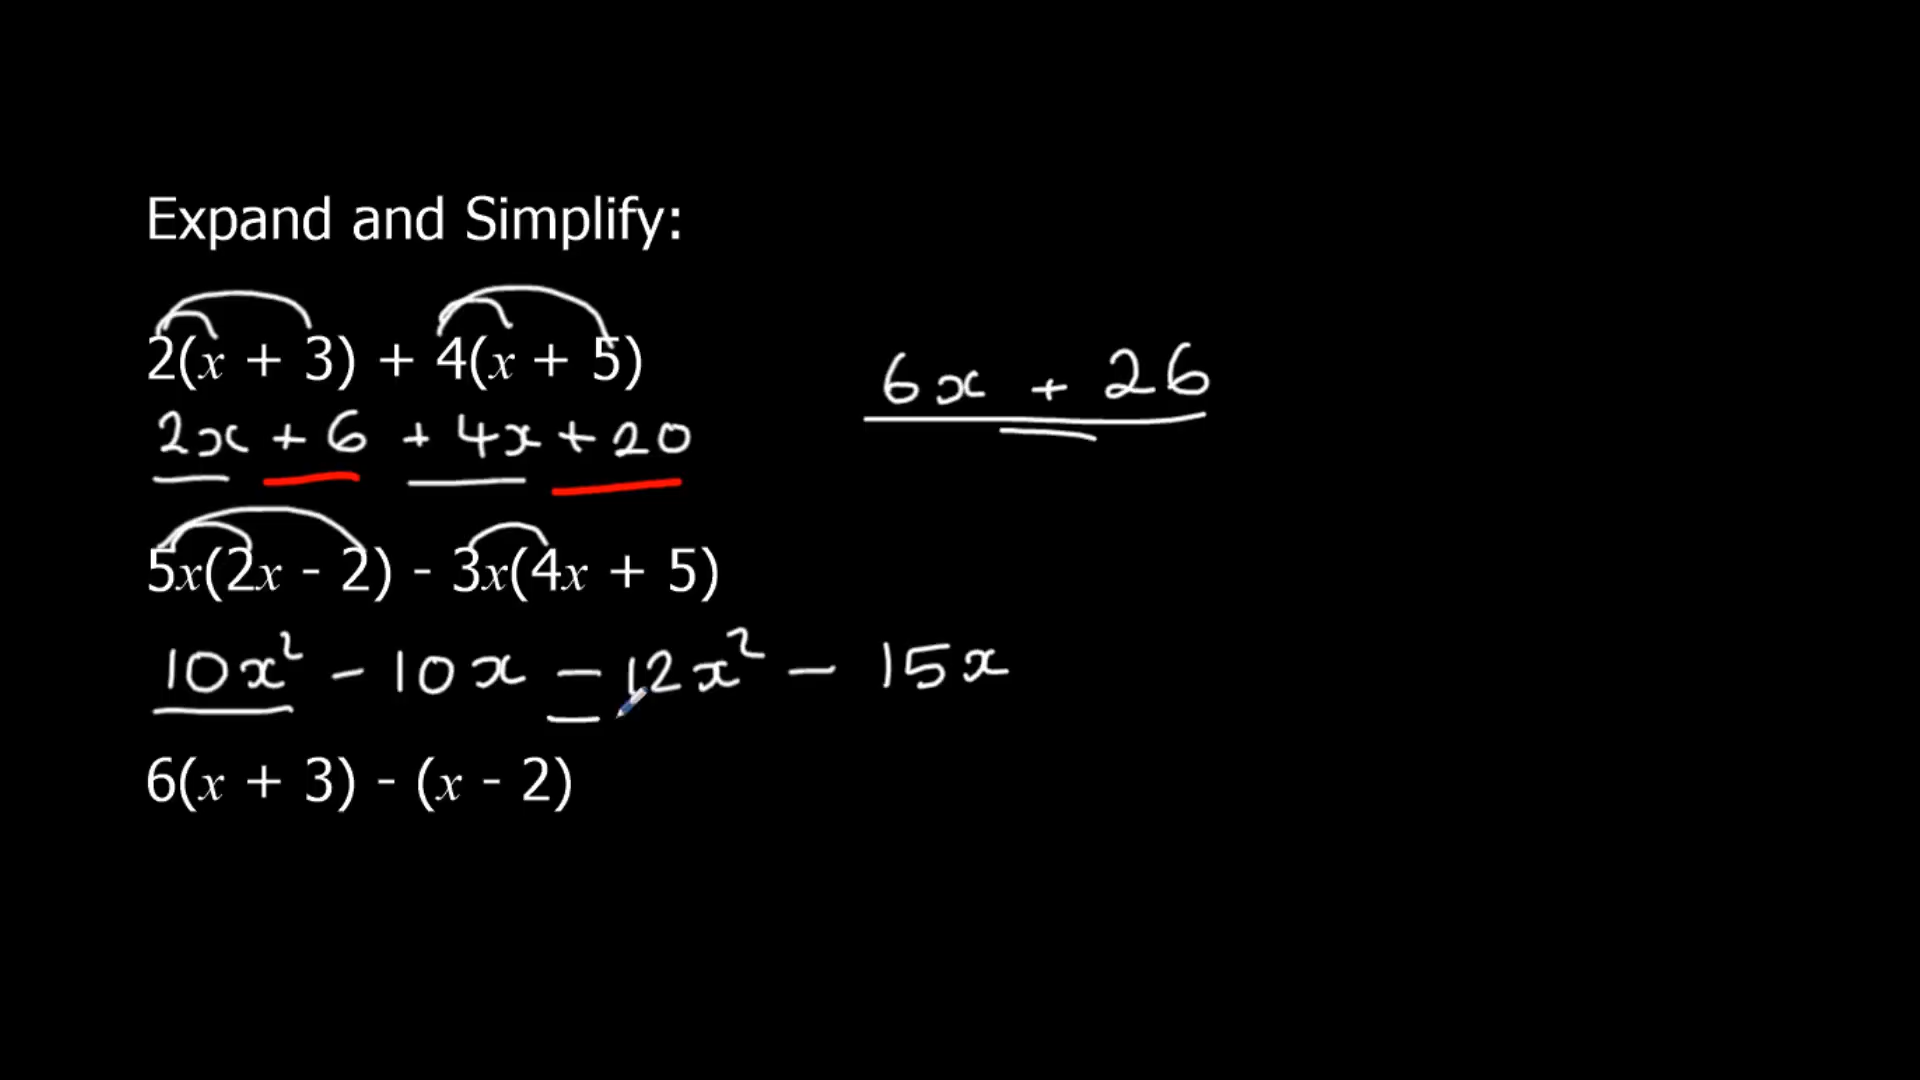 Expand and Simplify:
2(x + 3) + 4(x + 5)
6x + 26
2x + 6 + 4x + 20
5x(2x - 2) - 3x(4x + 5)
10x² - 10x - 12x² - 15x
6(x + 3) - (x - 2)